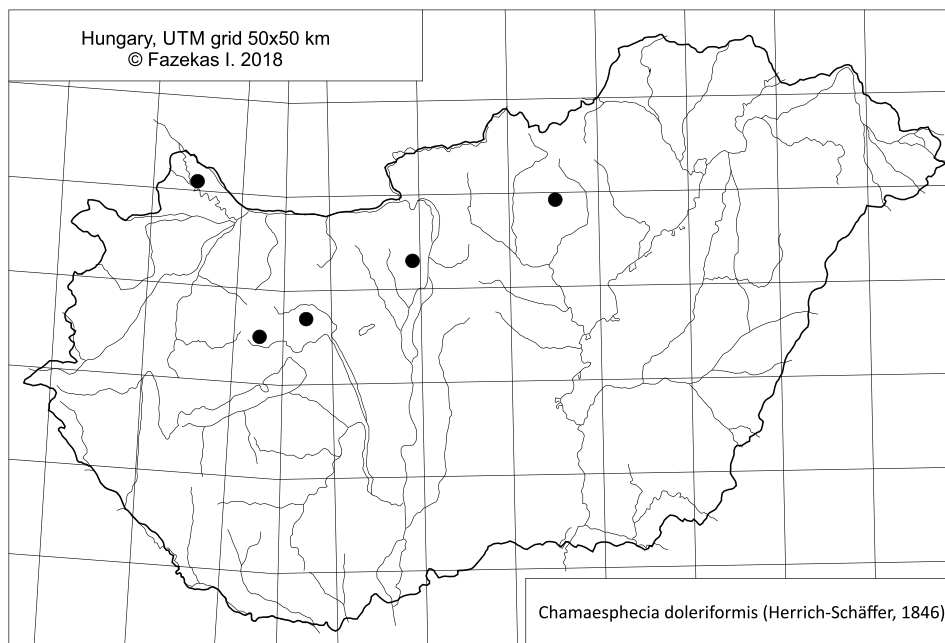 Hungary, UTM grid 50x50 km
© Fazekas I. 2018
Chamaesphecia doleriformis (Herrich-Schäffer, 1846)